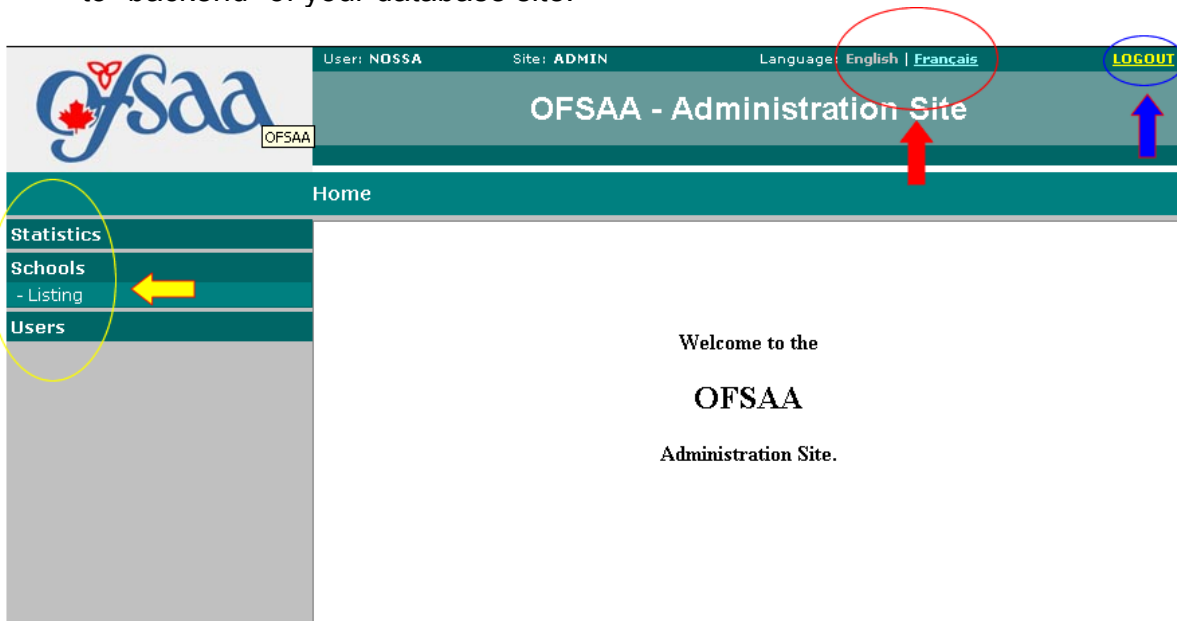 to "backend" of your database site.
ofsaa
OFSAA
User: NOSSA Site: ADMIN Language: English | Français LOGOUT
OFSAA - Administration Site
Home
Statistics
Schools
- Listing
Users
Welcome to the
OFSAA
Administration Site.